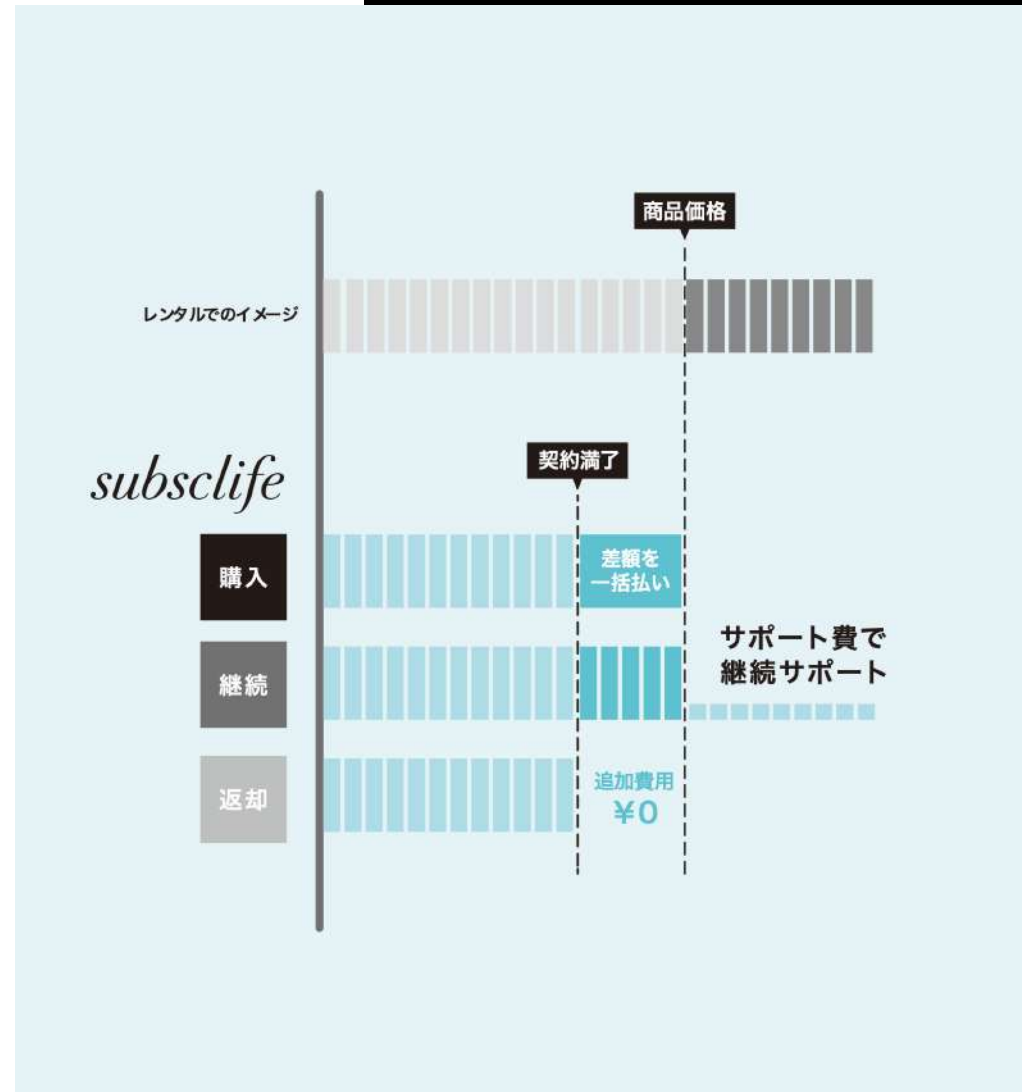 商品価格
レンタルでのイメージ
subsclife
契約満了
購入
差額を
一括払い
継続
サポート費で
継続サポート
返却
追加費用
¥0